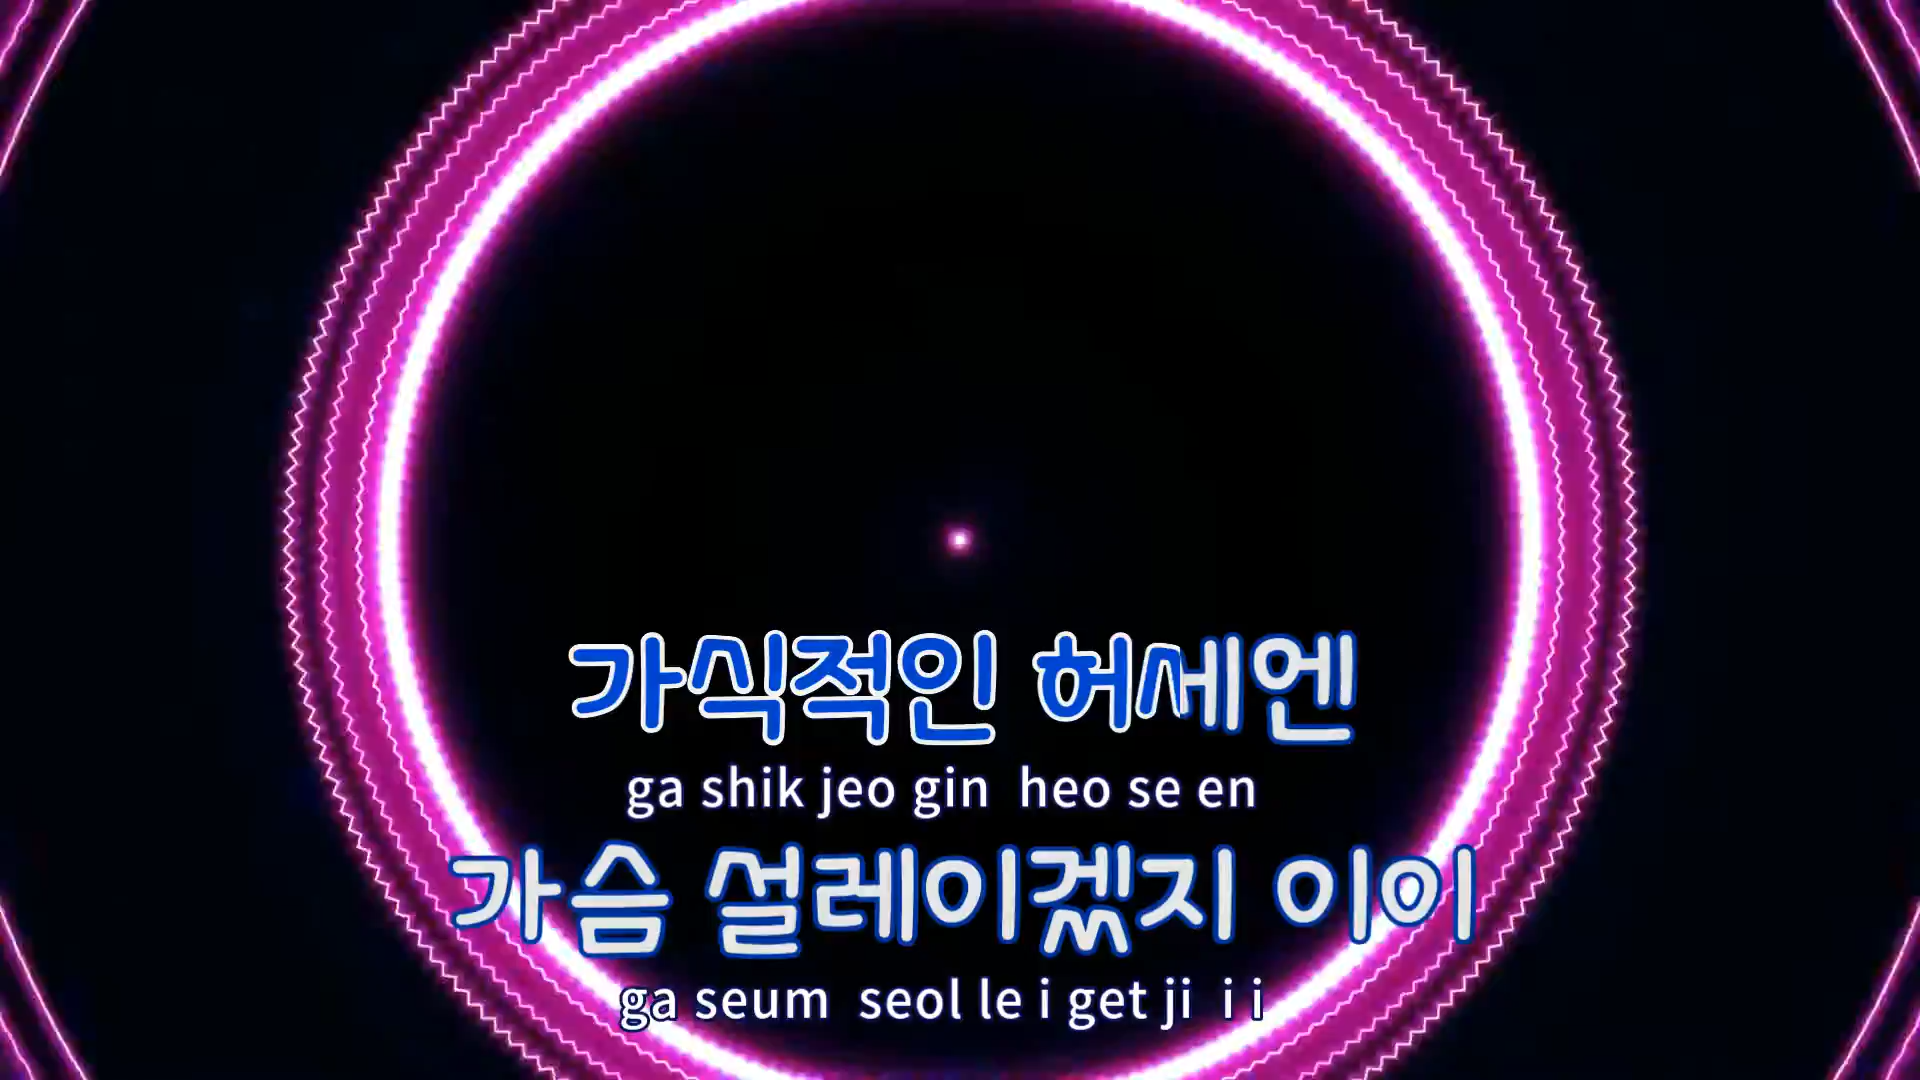 가식적인 허세엔
ga shik jeo gin heo se en
가슴 설레이겠지 이이
ga seum seol le i get ji i i